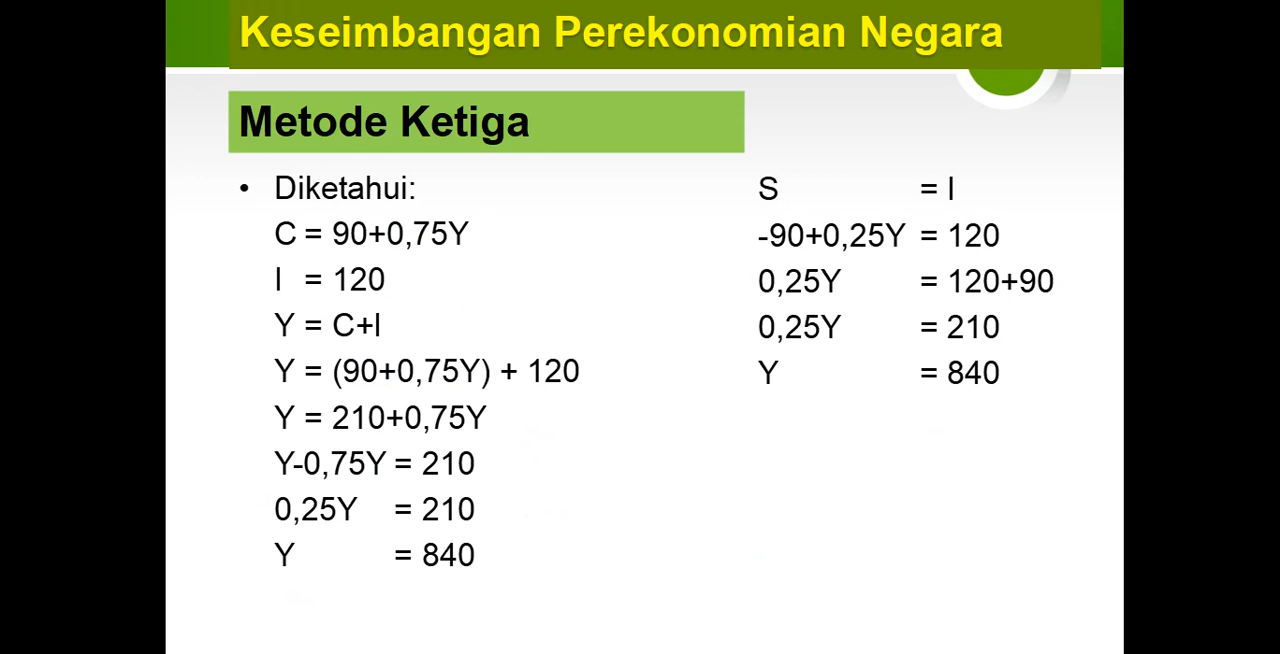 Keseimbangan Perekonomian Negara
Metode Ketiga
• Diketahui:
C = 90+0,75Y
I = 120
Y = C+I
Y = (90+0,75Y) + 120
Y = 210+0,75Y
Y-0,75Y = 210
0,25Y = 210
Y = 840
S = I
-90+0,25Y = 120
0,25Y = 120+90
0,25Y = 210
Y = 840